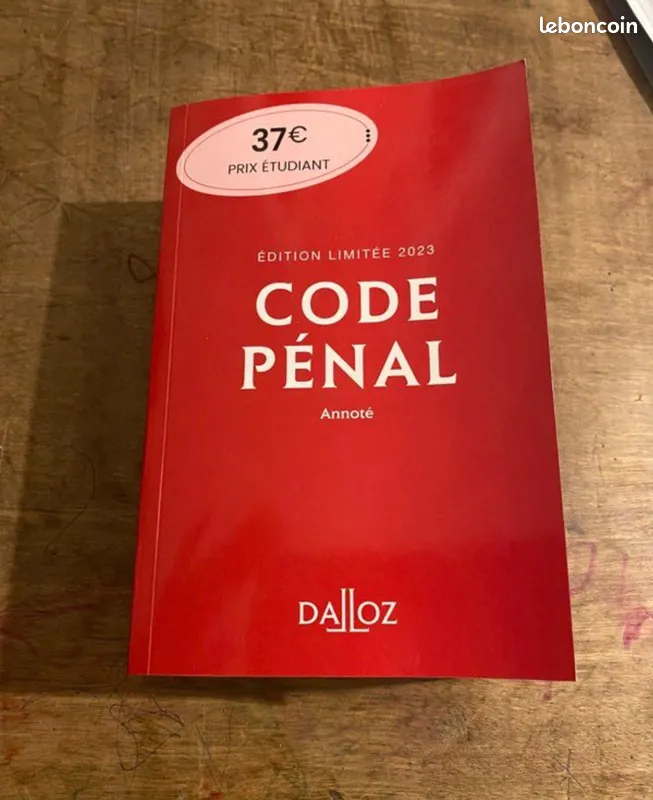 leboncoin
37€
PRIX ÉTUDIANT
ÉDITION LIMITÉE 2023
CODE
PÉNAL
Annoté
DALLOZ